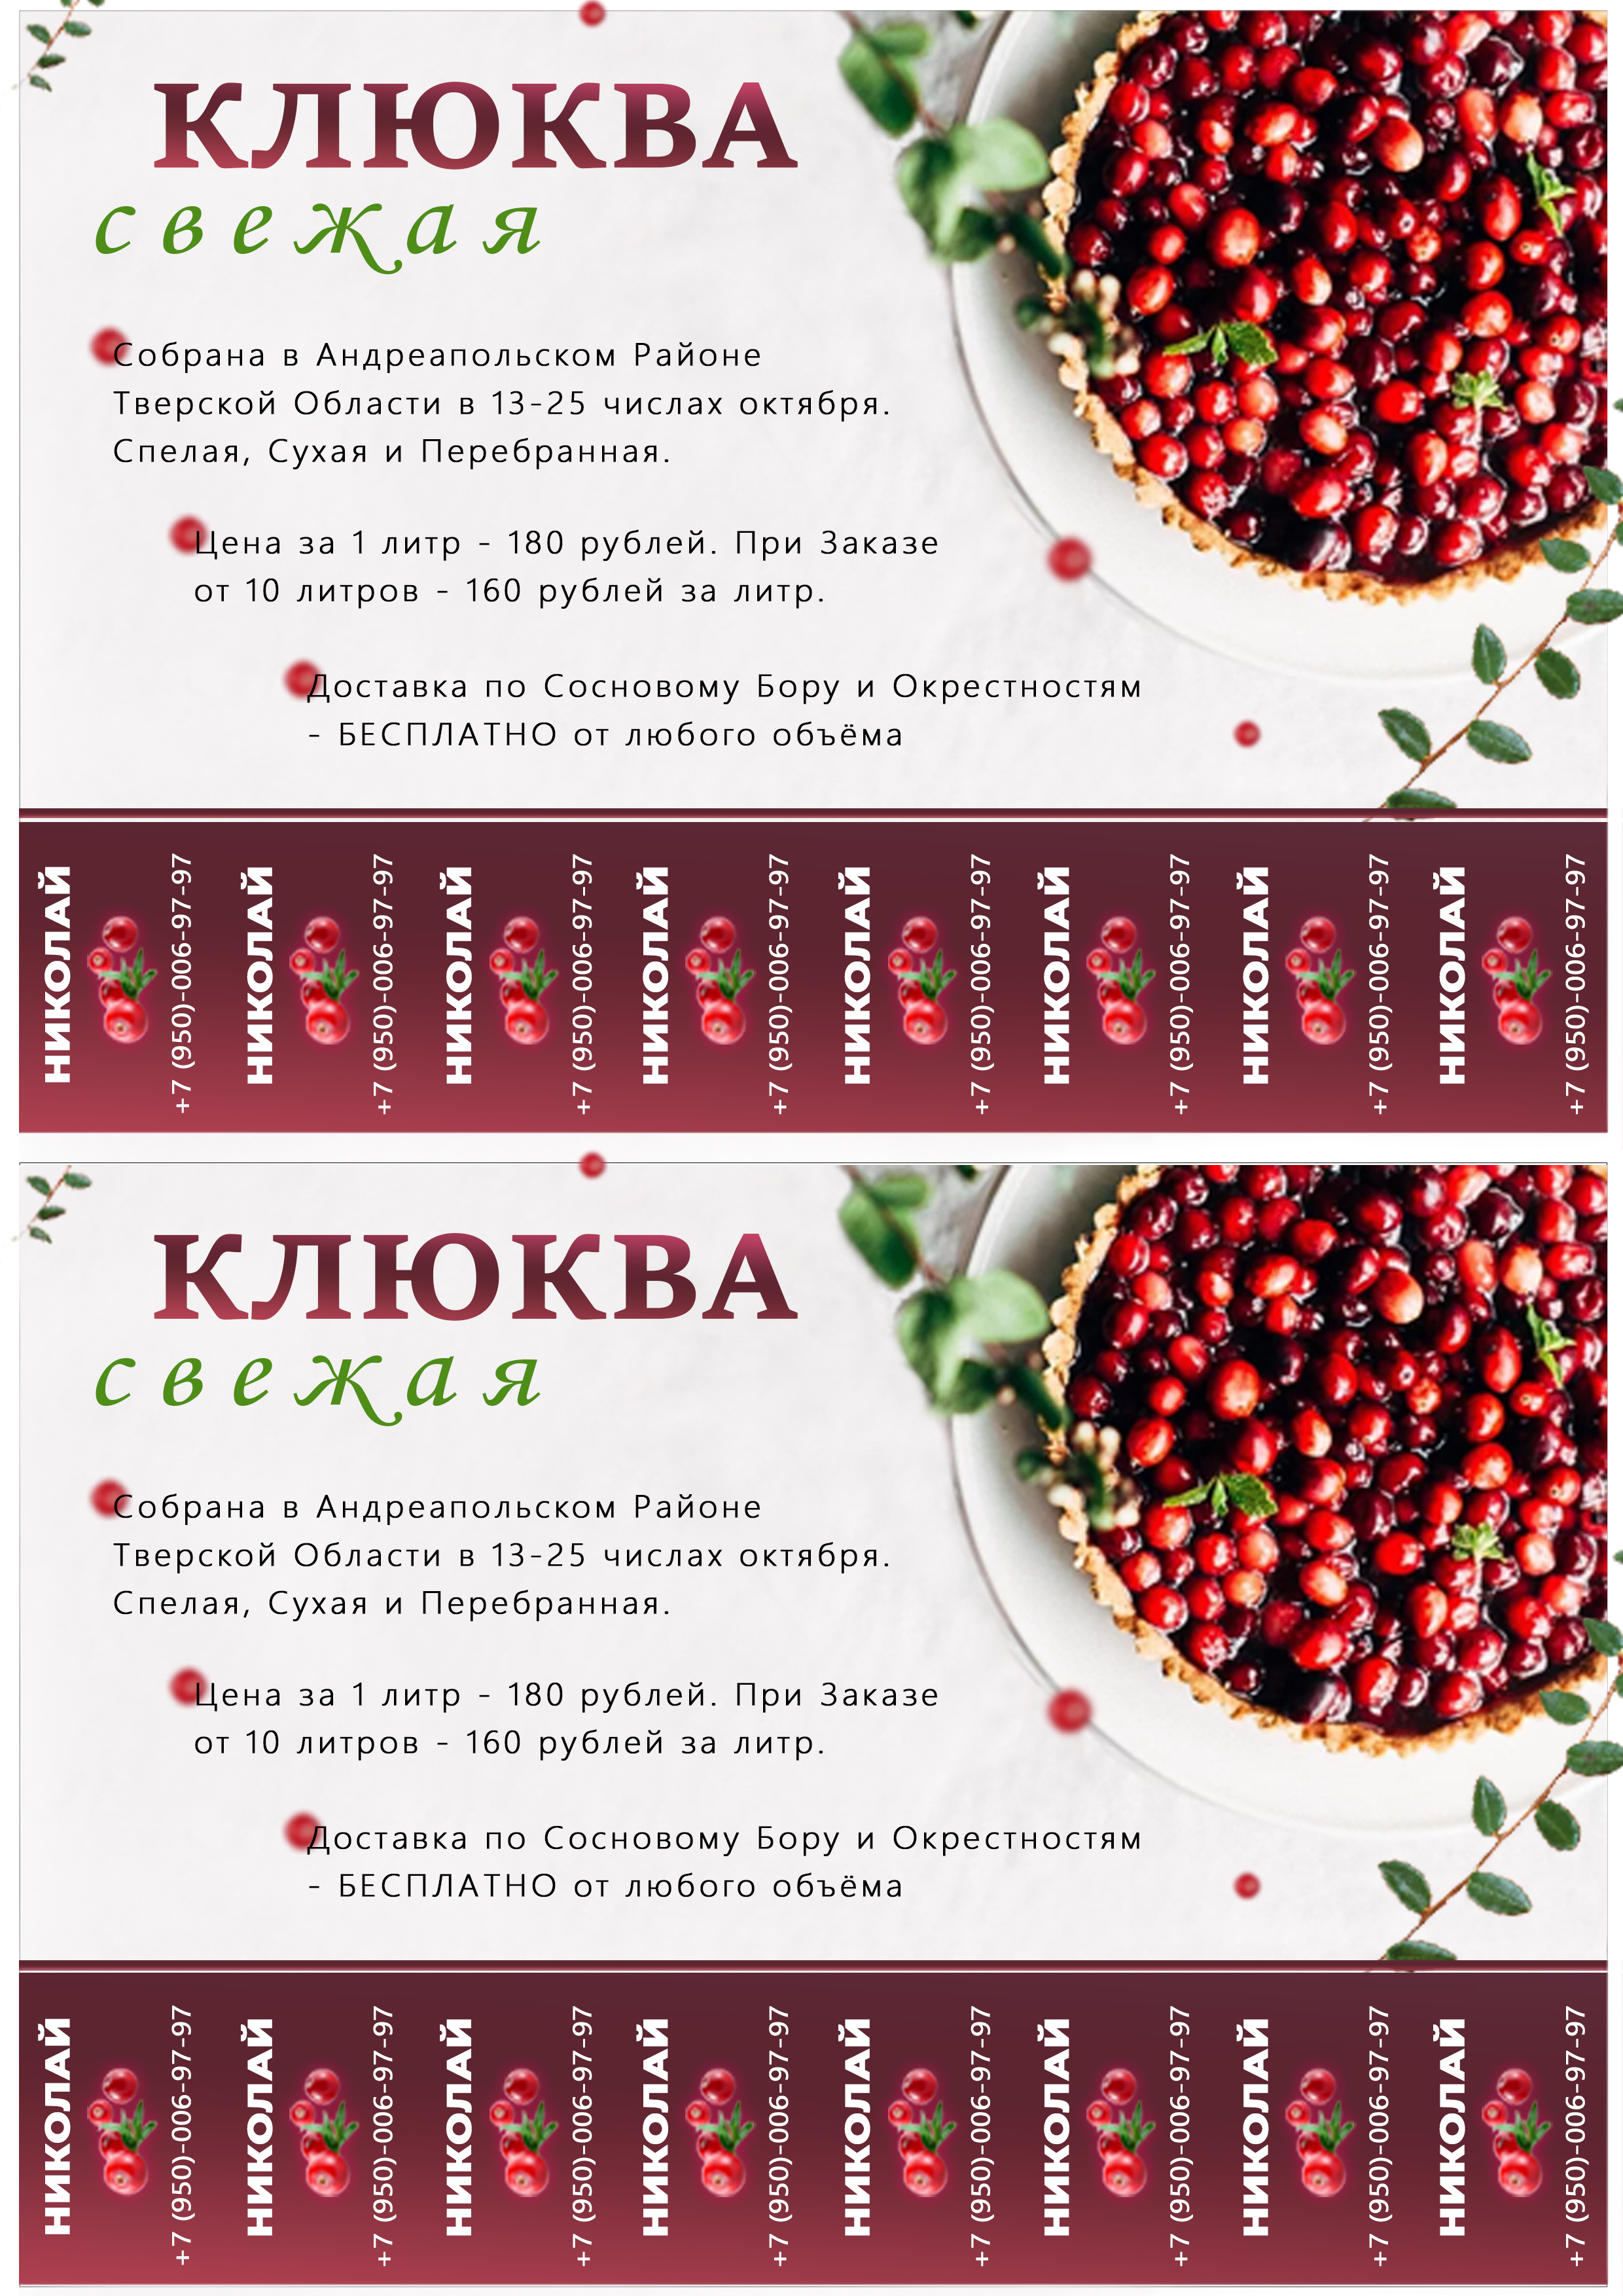 КЛЮКВА
свежая
Собрана в Андреапольском Районе
Тверской Области в 13-25 числах октября.
Спелая, Сухая и Перебранная.
Цена за 1 литр - 180 рублей. При Заказе
от 10 литров - 160 рублей за литр.
Доставка по Сосновому Бору и Окрестностям
- БЕСПЛАТНО от любого объёма
НИКОЛАЙ
+7 (950)-006-97-97
НИКОЛАЙ
+7 (950)-006-97-97
НИКОЛАЙ
+7 (950)-006-97-97
НИКОЛАЙ
+7 (950)-006-97-97
НИКОЛАЙ
+7 (950)-006-97-97
НИКОЛАЙ
+7 (950)-006-97-97
НИКОЛАЙ
+7 (950)-006-97-97
НИКОЛАЙ
+7 (950)-006-97-97
КЛЮКВА
свежая
Собрана в Андреапольском Районе
Тверской Области в 13-25 числах октября.
Спелая, Сухая и Перебранная.
Цена за 1 литр - 180 рублей. При Заказе
от 10 литров - 160 рублей за литр.
Доставка по Сосновому Бору и Окрестностям
- БЕСПЛАТНО от любого объёма
НИКОЛАЙ
+7 (950)-006-97-97
НИКОЛАЙ
+7 (950)-006-97-97
НИКОЛАЙ
+7 (950)-006-97-97
НИКОЛАЙ
+7 (950)-006-97-97
НИКОЛАЙ
+7 (950)-006-97-97
НИКОЛАЙ
+7 (950)-006-97-97
НИКОЛАЙ
+7 (950)-006-97-97
НИКОЛАЙ
+7 (950)-006-97-97